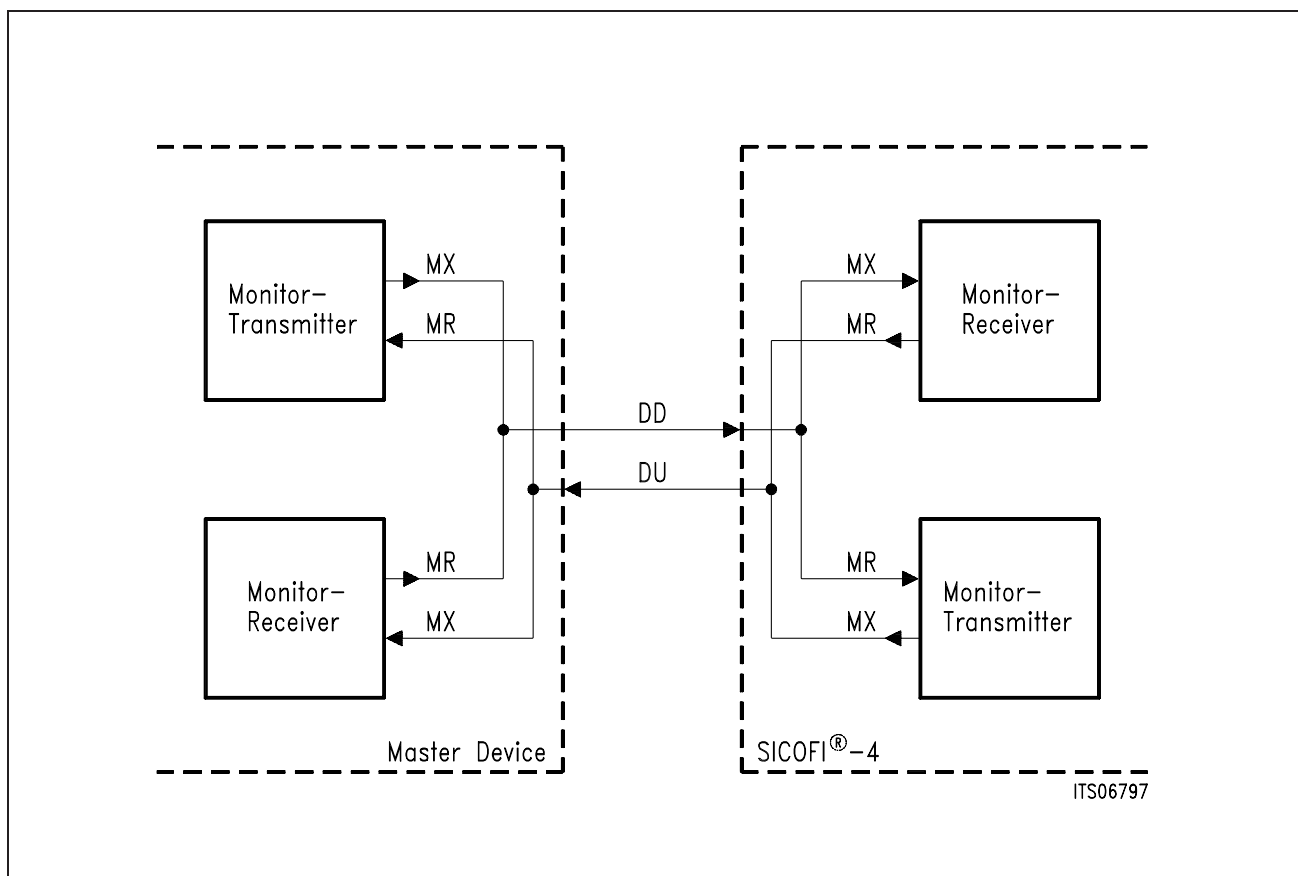 Monitor-
Transmitter
MX
MR
MX
MR
Monitor-
Receiver
DD
DU
Monitor-
Receiver
MR
MX
MR
MX
Monitor-
Transmitter
Master Device
SICOFI®-4
ITS06797